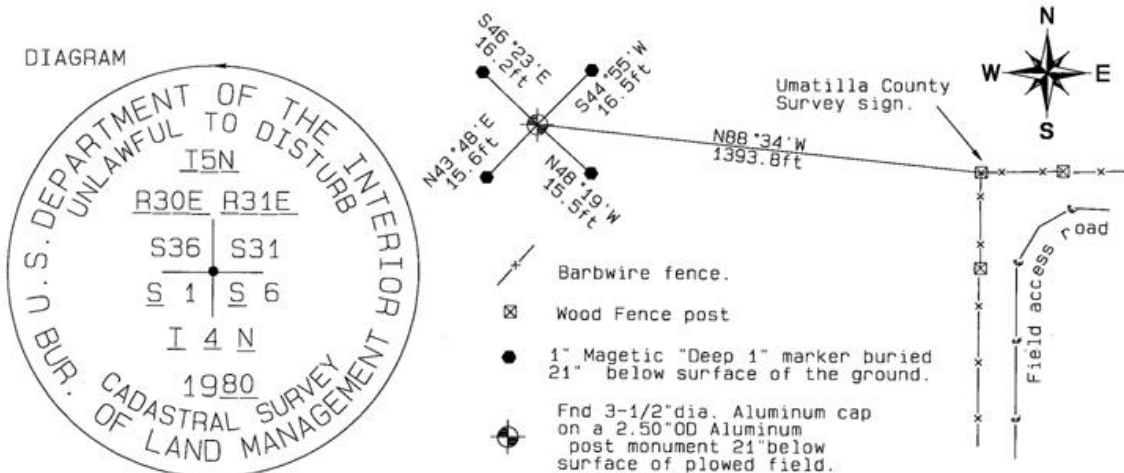 DIAGRAM
U.S. DEPARTMENT OF THE INTERIOR
UNLAWFUL TO DISTURB
T5N
R30E R31E
S36 S31
S 1 S 6
T 4 N
1980
CADASTRAL SURVEY
BUR. OF LAND MANAGEMENT
S46°23'E
16.2ft
S44°55'W
16.5ft
N43°48'E
15.6ft
N48°19'W
15.5ft
N88°34'W
1393.8ft
Umatilla County
Survey sign.
N
W E
S
Field access road
Barbwire fence.
Wood Fence post
1" Magetic "Deep 1" marker buried
21" below surface of the ground.
Fnd 3-1/2"dia. Aluminum cap
on a 2.50"OD Aluminum
post monument 21"below
surface of plowed field.